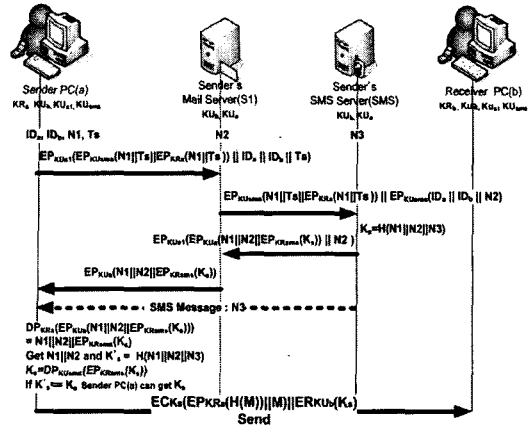 Sender PC(a)
KRa, KUa, KUs1, KUsms
Sender's
Mail Server(S1)
KUb, KUa
Sender's
SMS Server(SMS)
KUb, KUa
Receiver PC(b)
KRb, KUb, KUs1, KUsms
IDa, IDb, N1, Ts
N2
N3
EPKUs1(EPKUsms(N1||Ts||EPKRa(N1||Ts)) || IDa || IDb || Ts)
EPKUsms(N1||Ts||EPKRa(N1||Ts)) || EPKUsms(IDa || IDb || N2)
Ks=H(N1||N2||N3)
EPKUs1(EPKUa(N1||N2||EPKRsms(Ks)) || N2 )
EPKUa(N1||N2||EPKRsms(Ks))
SMS Message : N3
DPKRa(EPKUa(N1||N2||EPKRsms(Ks)))
= N1||N2||EPKRsms(Ks)
Get N1||N2 and K's = H(N1||N2||N3)
Ks=DPKUsms(EPKRsms(Ks))
If K's == Ks Sender PC(a) can get Ks
ECKs(EPKRa(H(M))||M)||ERKUb(Ks)
Send